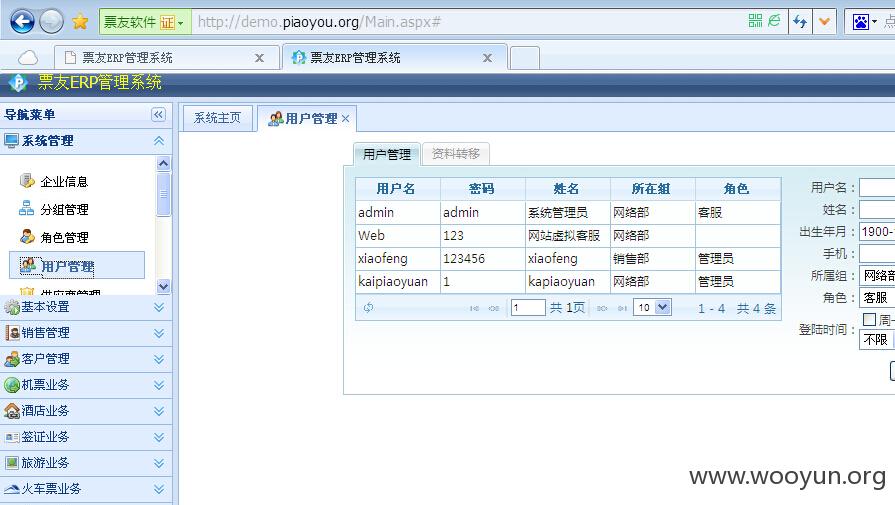 票友软件 证
http://demo.piaoyou.org/Main.aspx#
票友ERP管理系统
票友ERP管理系统
票友ERP管理系统
导航菜单
系统管理
企业信息
分组管理
角色管理
用户管理
供应商管理
基本设置
销售管理
客户管理
机票业务
酒店业务
签证业务
旅游业务
火车票业务
系统主页
用户管理
用户管理 资料转移
用户名 密码 姓名 所在组 角色
admin admin 系统管理员 网络部 客服
Web 123 网站虚拟客服 网络部
xiaofeng 123456 xiaofeng 销售部 管理员
kaipiaoyuan 1 kapiaoyuan 网络部 管理员
1 共 1页 10 1 - 4 共 4 条
用户名：
姓名：
出生年月： 1900-
手机：
所属组： 网络部
角色： 客服
登陆时间： 周一
不限
www.wooyun.org